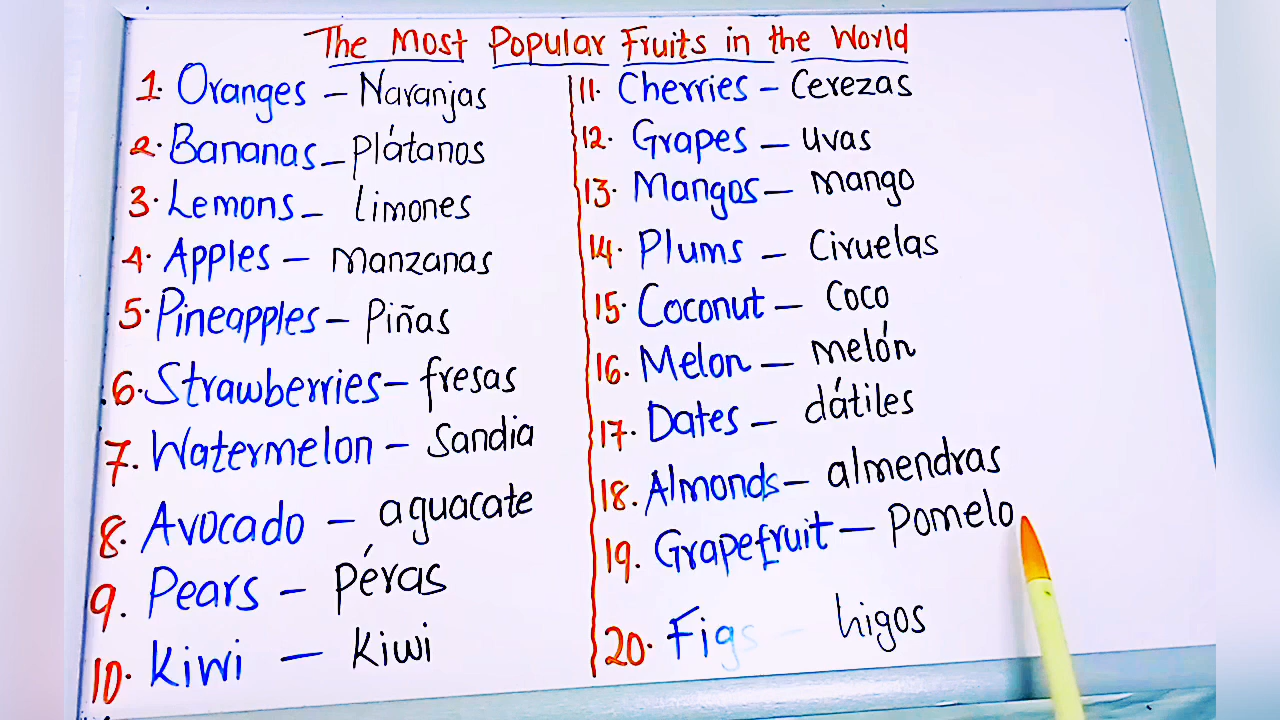 The Most Popular Fruits in the World
1. Oranges – Naranjas
2. Bananas – plátanos
3. Lemons – limones
4. Apples – manzanas
5. Pineapples – Piñas
6. Strawberries – fresas
7. Watermelon – Sandia
8. Avocado – aguacate
9. Pears – péras
10. Kiwi – Kiwi
11. Cherries – Cerezas
12. Grapes – uvas
13. Mangos – mango
14. Plums – Ciruelas
15. Coconut – Coco
16. Melon – melón
17. Dates – dátiles
18. Almonds – almendras
19. Grapefruit – Pomelo
20. Figs – higos